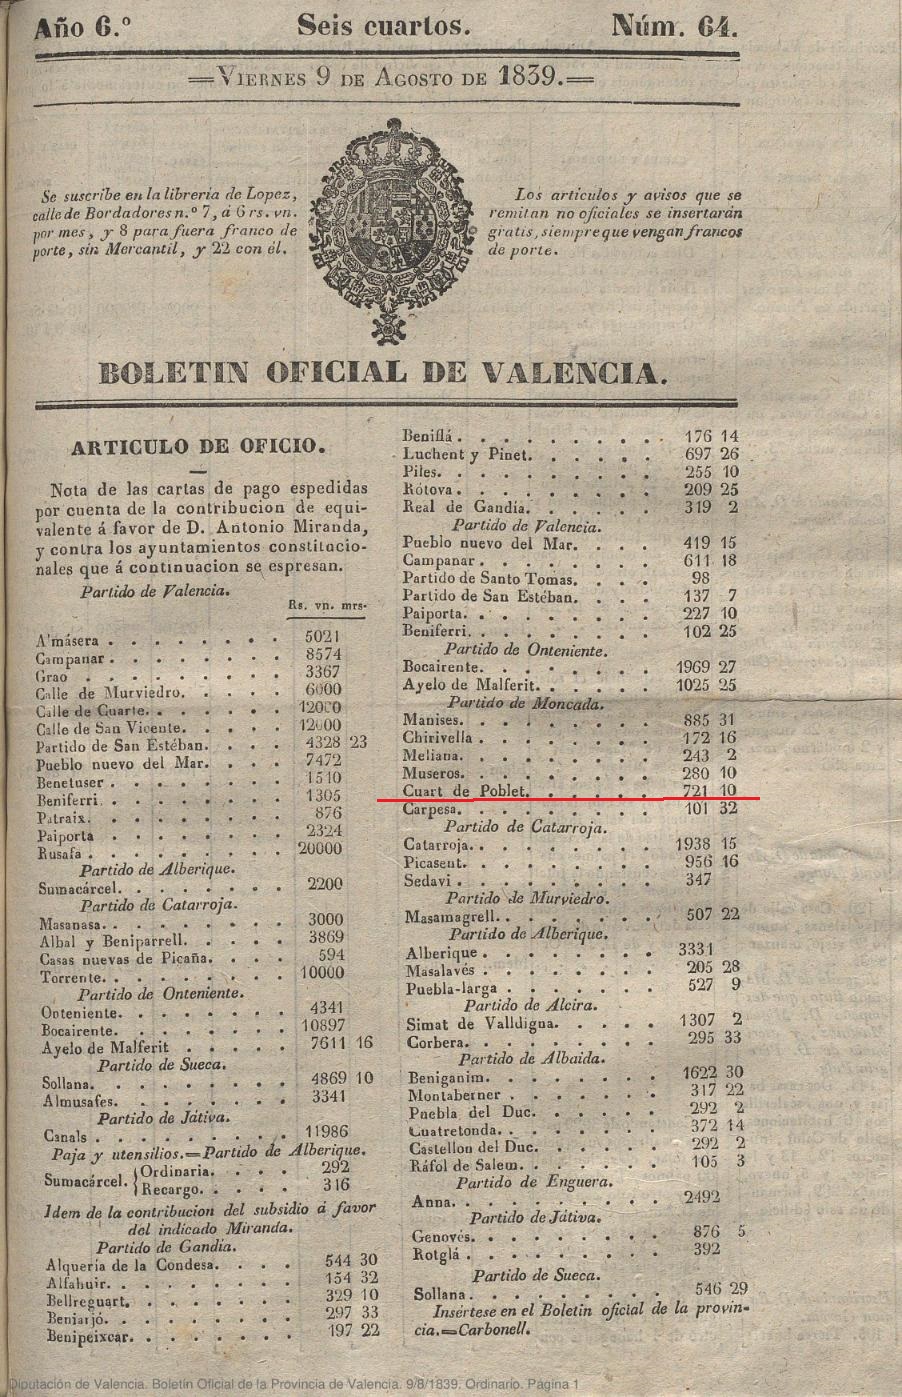 Año 6.º Seis cuartos. Núm. 64.
=Viernes 9 de Agosto de 1839.=
Se suscribe en la libreria de Lopez,
calle de Bordadores n.º 7, á 6 rs. vn.
por mes, y 8 para fuera franco de
porte, sin Mercantil, y 22 con él.
Los artículos y avisos que se
remitan no oficiales se insertarán
gratis, siempre que vengan francos
de porte.
BOLETIN OFICIAL DE VALENCIA.
ARTICULO DE OFICIO.
Nota de las cartas de pago espedidas
por cuenta de la contribucion de equi-
valente á favor de D. Antonio Miranda,
y contra los ayuntamientos constitucio-
nales que á continuacion se espresan.
Partido de Valencia.
Rs. vn. mrs.
A'másera . . . . . . . . 5021
Campanar . . . . . . . . 8574
Grao . . . . . . . . . 3367
Calle de Murviedro. . . . . 6000
Calle de Cuarte. . . . . . . 12000
Calle de San Vicente. . . . . 12000
Partido de San Estéban. . . . 4328 23
Pueblo nuevo del Mar. . . . 7472
Benetuser . . . . . . . . 1510
Beniferri. . . . . . . . . 1305
Patraix. . . . . . . . . 876
Paiporta . . . . . . . . 2324
Rusafa . . . . . . . . . 20000
Partido de Alberique.
Sumacárcel. . . . . . . . 2200
Partido de Catarroja.
Masanasa. . . . . . . . . 3000
Albal y Beniparrell. . . . . 3869
Casas nuevas de Picaña. . . . 594
Torrente. . . . . . . . . 10000
Partido de Onteniente.
Onteniente. . . . . . . . 4341
Bocairente. . . . . . . . 10897
Ayelo de Malferit . . . . . 7611 16
Partido de Sueca.
Sollana. . . . . . . . . 4869 10
Almusafes. . . . . . . . 3341
Partido de Játiva.
Canals . . . . . . . . . 11986
Paja y utensilios.=Partido de Alberique.
Sumacárcel. { Ordinaria. . . . 292
Recargo. . . . . 316
Idem de la contribucion del subsidio á favor
del indicado Miranda.
Partido de Gandía.
Alquería de la Condesa. . . . 544 30
Alfahuir. . . . . . . . . 154 32
Bellreguart. . . . . . . . 329 10
Beniarjó. . . . . . . . . 297 33
Benipeixcar. . . . . . . . 197 22
Beniflá . . . . . . . . . 176 14
Luchent y Pinet. . . . . . 697 26
Piles. . . . . . . . . . 255 10
Rótova . . . . . . . . . 209 25
Real de Gandía. . . . . . 319 2
Partido de Valencia.
Pueblo nuevo del Mar. . . . 419 15
Campanar . . . . . . . . 611 18
Partido de Santo Tomas. . . . 98
Partido de San Estéban. . . . 137 7
Paiporta. . . . . . . . . 227 10
Beniferri. . . . . . . . . 102 25
Partido de Onteniente.
Bocairente. . . . . . . . 1969 27
Ayelo de Malferit. . . . . . 1025 25
Partido de Moncada.
Manises. . . . . . . . . 885 31
Chirivella . . . . . . . . 172 16
Meliana. . . . . . . . . 243 2
Museros. . . . . . . . . 280 10
Cuart de Poblet. . . . . . 721 10
Carpesa. . . . . . . . . 101 32
Partido de Catarroja.
Catarroja. . . . . . . . . 1938 15
Picasent. . . . . . . . . 956 16
Sedavi . . . . . . . . . 347
Partido de Murviedro.
Masamagrell. . . . . . . . 507 22
Partido de Alberique.
Alberique . . . . . . . . 3331
Masalavés . . . . . . . . 205 28
Puebla-larga . . . . . . . 527 9
Partido de Alcira.
Simat de Valldigna. . . . . 1307 2
Corbera. . . . . . . . . 295 33
Partido de Albaida.
Beniganim. . . . . . . . 1622 30
Montaberner . . . . . . . 317 22
Puebla del Duc. . . . . . 292 2
Cuatretonda. . . . . . . . 372 14
Castellon del Duc. . . . . . 292 2
Ráfol de Salem. . . . . . . 105 3
Partido de Enguera.
Anna. . . . . . . . . . 2492
Partido de Játiva.
Genovés. . . . . . . . . 876 5
Rotglá . . . . . . . . . 392
Partido de Sueca.
Sollana . . . . . . . . . 546 29
Insértese en el Boletin oficial de la provin-
cia.=Carbonell.
Diputación de Valencia. Boletín Oficial de la Provincia de Valencia. 9/8/1839. Ordinario. Página 1